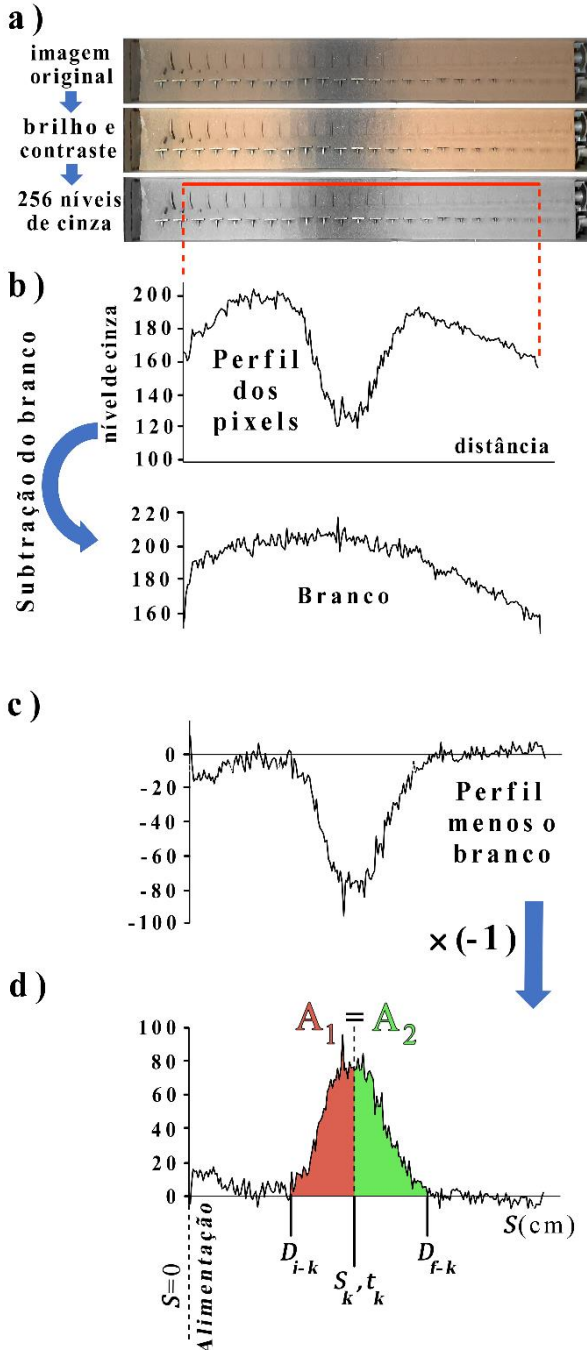 a)
imagem
original
brilho e
contraste
256 níveis
de cinza
b)
Subtração do branco
nível de cinza
200
180
160
140
120
100
Perfil
dos
pixels
distância
220
200
180
160
Branco
c)
0
-20
-40
-60
-80
-100
Perfil
menos o
branco
×(-1)
d)
A1 = A2
100
80
60
40
20
0
S(cm)
S=0
Alimentação
Di-k
Sk,tk
Df-k